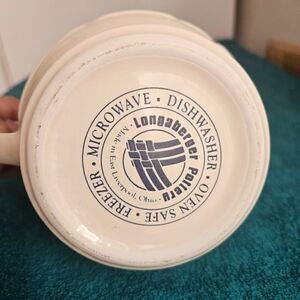 MICROWAVE • DISHWASHER • OVEN SAFE • FREEZER •
Longaberger Pottery
Made in East Liverpool, Ohio